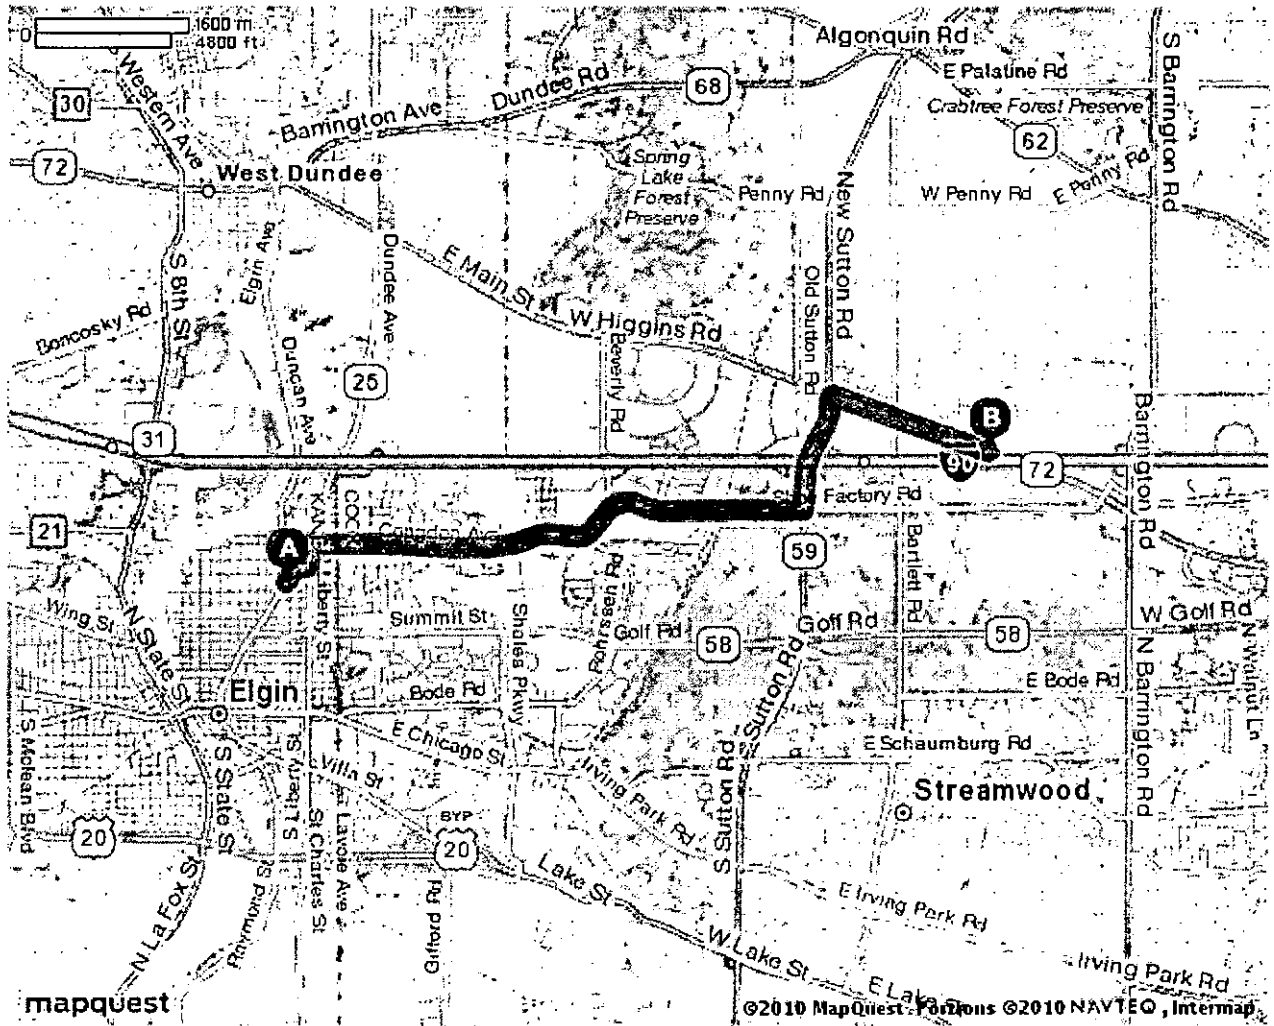 0
1600 m
4800 ft
Algonquin Rd
E Palatine Rd
Crabtree Forest Preserve
S Barrington Rd
Western Ave
30
Dundee Rd
68
Barrington Ave
62
72
West Dundee
Spring
Lake
Forest
Preserve
Penny Rd
W Penny Rd
E Penny Rd
New Sutton Rd
Old Sutton Rd
Elgin Ave
Dundee Ave
S 8th St
E Main St
W Higgins Rd
Boncosky Rd
Duncan Ave
25
Beverly Rd
B
Barrington Rd
31
90
72
Factory Rd
21
A
59
Bartlett Rd
Wing St
N State St
Liberty St
Summit St
Shales Pkwy
Rohrsen Rd
Golf Rd
58
Golf Rd
58
W Golf Rd
Sutton Rd
N Walnut Ln
N Barrington Rd
Elgin
Bode Rd
E Bode Rd
E Chicago St
E Schaumburg Rd
S Mclean Blvd
S State St
S Liberty St
Villa St
Irving Park Rd
S Sutton Rd
Streamwood
20
St Charles St
Lavoie Ave
BYP
20
Lake St
N La Fox St
Raymond St
Gifford Rd
E Irving Park Rd
W Lake St
Irving Park Rd
E Lake St
mapquest
©2010 MapQuest Portions ©2010 NAVTEQ, Intermap